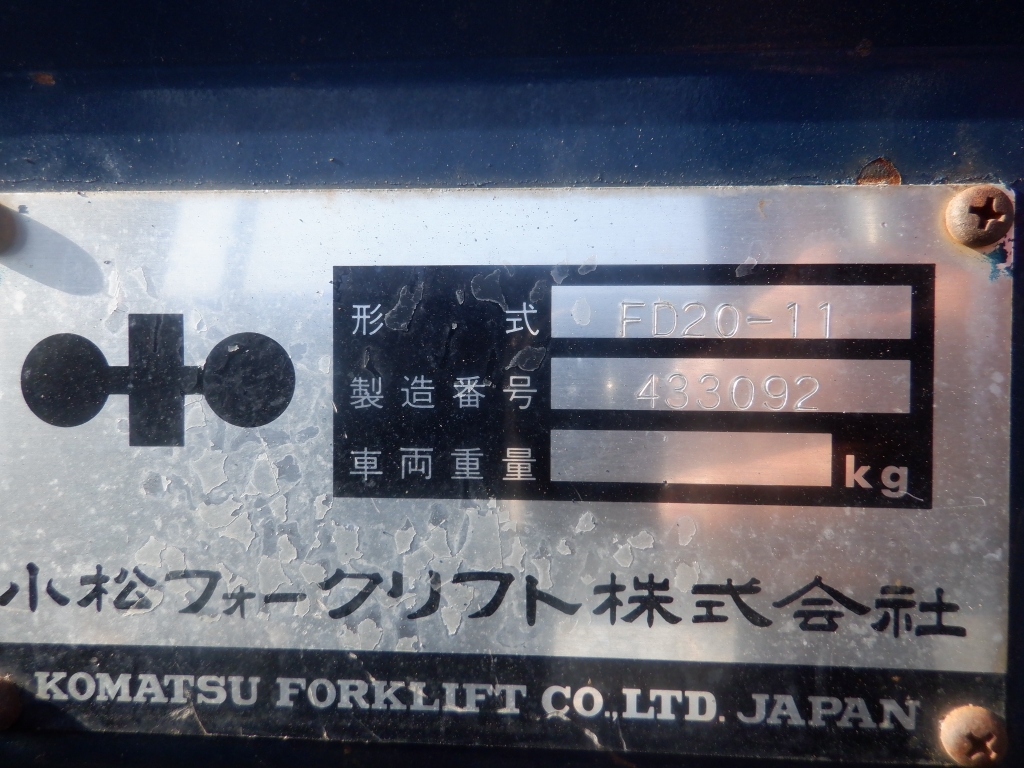 形式 FD20-11
製造番号 433092
車両重量 kg
小松フォークリフト株式会社
KOMATSU FORKLIFT CO.,LTD. JAPAN